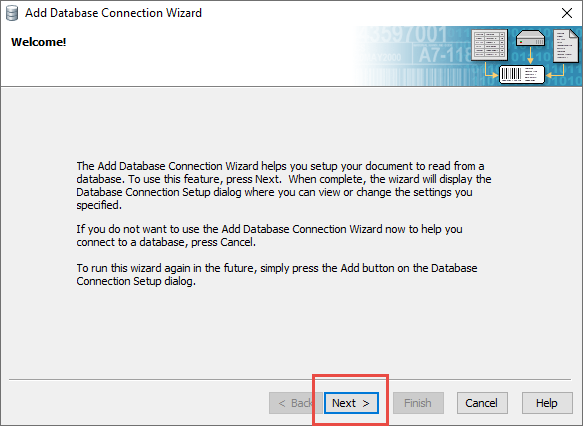 Add Database Connection Wizard
Welcome!
3597001
A7-118
The Add Database Connection Wizard helps you setup your document to read from a
database. To use this feature, press Next.  When complete, the wizard will display the
Database Connection Setup dialog where you can view or change the settings you
specified.
If you do not want to use the Add Database Connection Wizard now to help you
connect to a database, press Cancel.
To run this wizard again in the future, simply press the Add button on the Database
Connection Setup dialog.
< Back
Next >
Finish
Cancel
Help